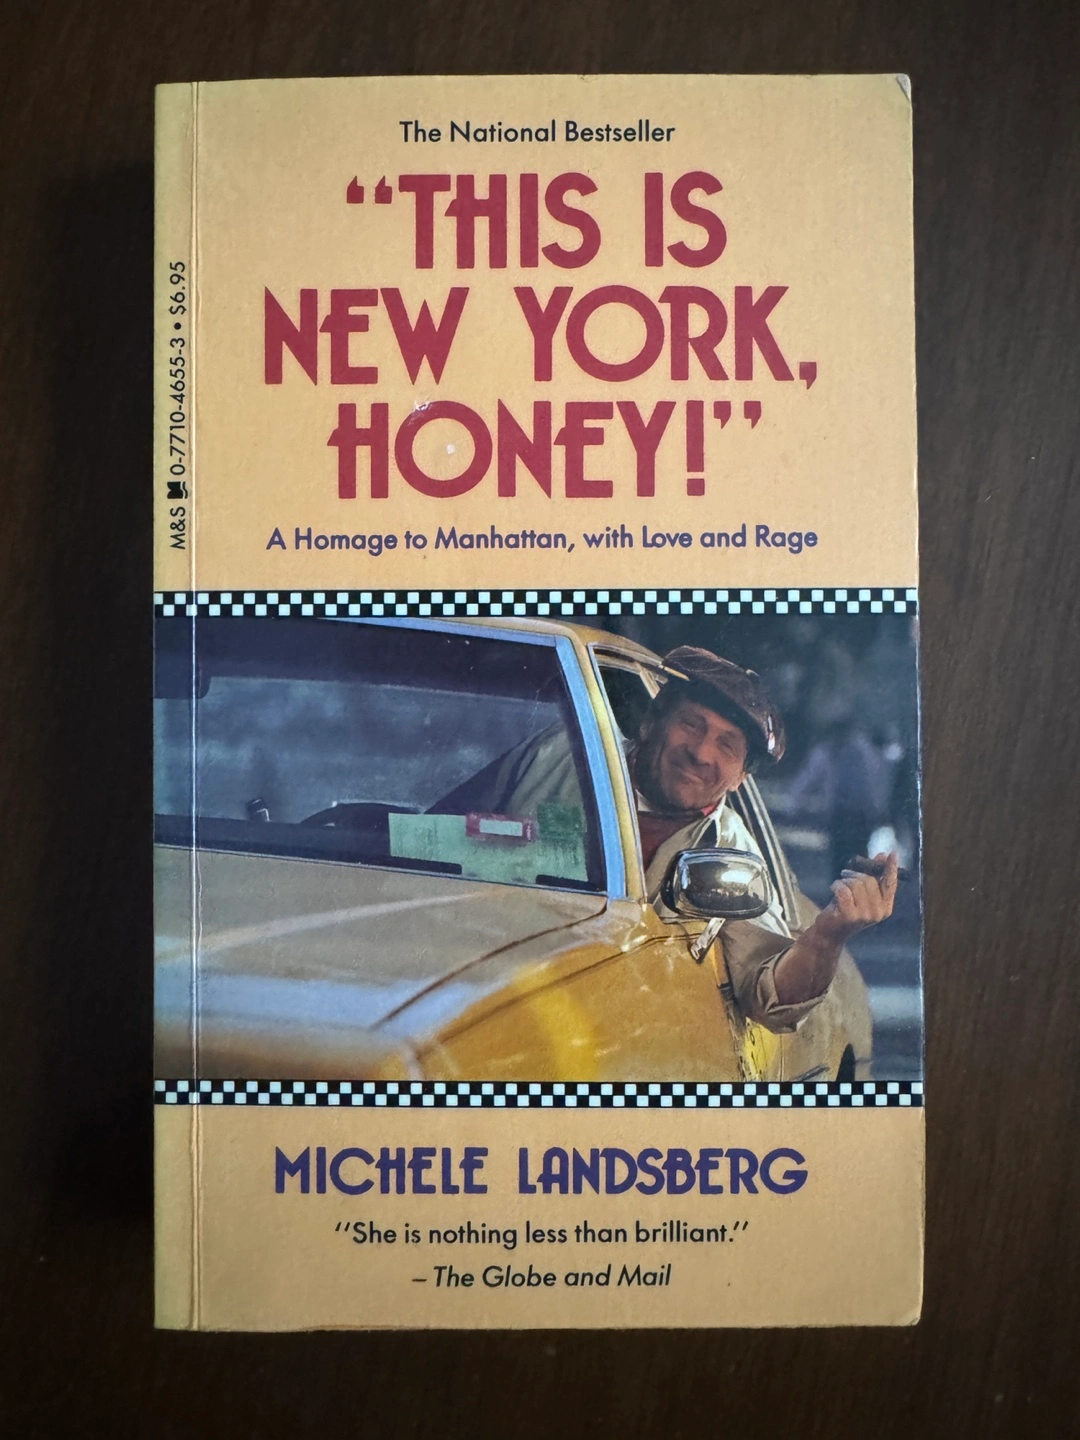 The National Bestseller
“THIS IS
NEW YORK,
HONEY!”
A Homage to Manhattan, with Love and Rage
M&S 0-7710-4655-3 • $6.95
MICHELE LANDSBERG
“She is nothing less than brilliant.”
– The Globe and Mail